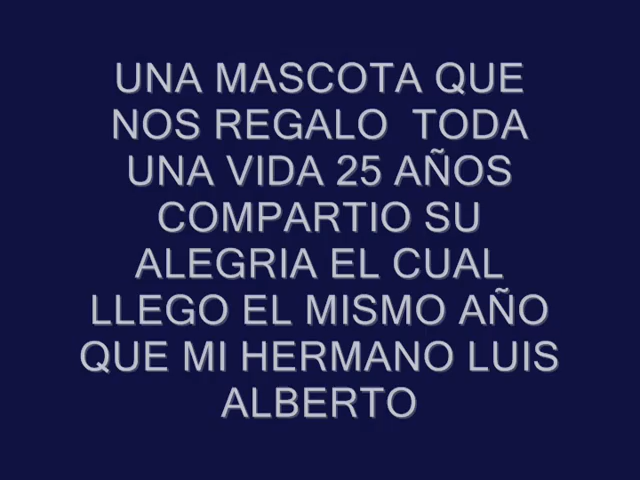 UNA MASCOTA QUE
NOS REGALO TODA
UNA VIDA 25 AÑOS
COMPARTIO SU
ALEGRIA EL CUAL
LLEGO EL MISMO AÑO
QUE MI HERMANO LUIS
ALBERTO